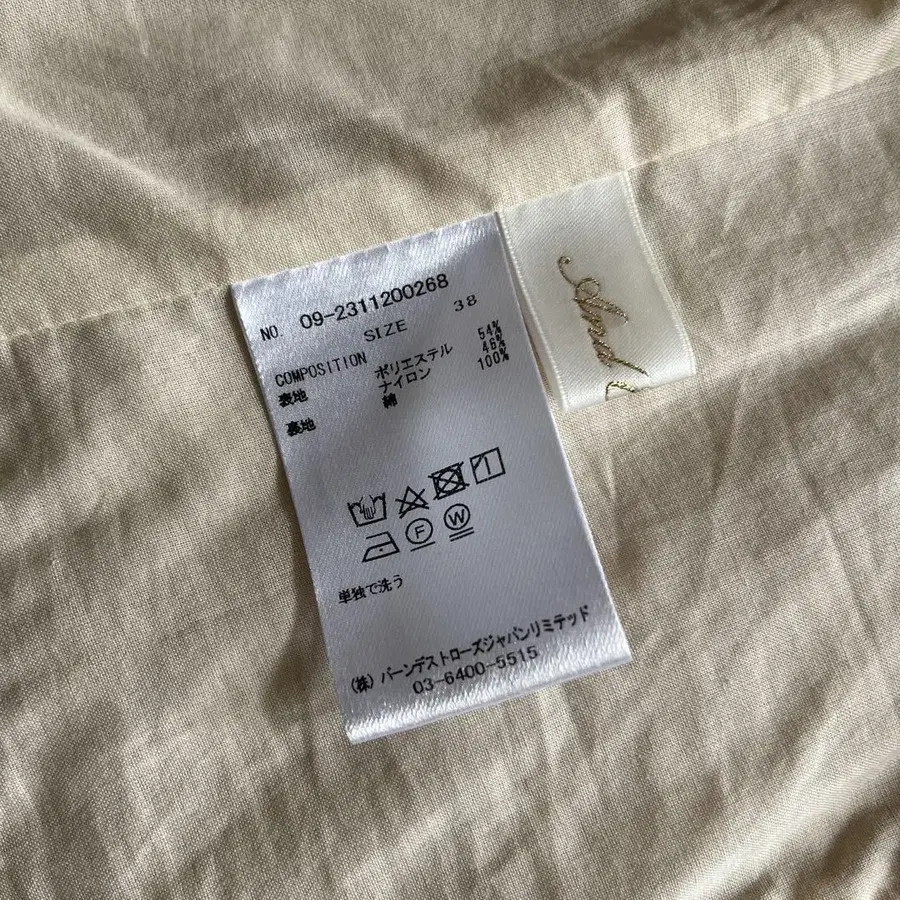 NO. 09-2311200268
SIZE 38
COMPOSITION
表地 ポリエステル 54%
ナイロン 46%
裏地 綿 100%
F W
単独で洗う
(株) バーンデストローズジャパンリミテッド
03-6400-5515